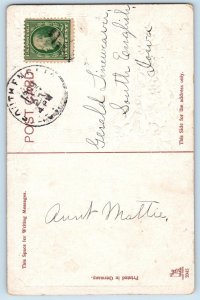 POST CARD
This Side for the address only.
Gerald Lineweaver,
South English,
Iowa
This Space for Writing Messages.
Aunt Mattie,
Printed in Germany.